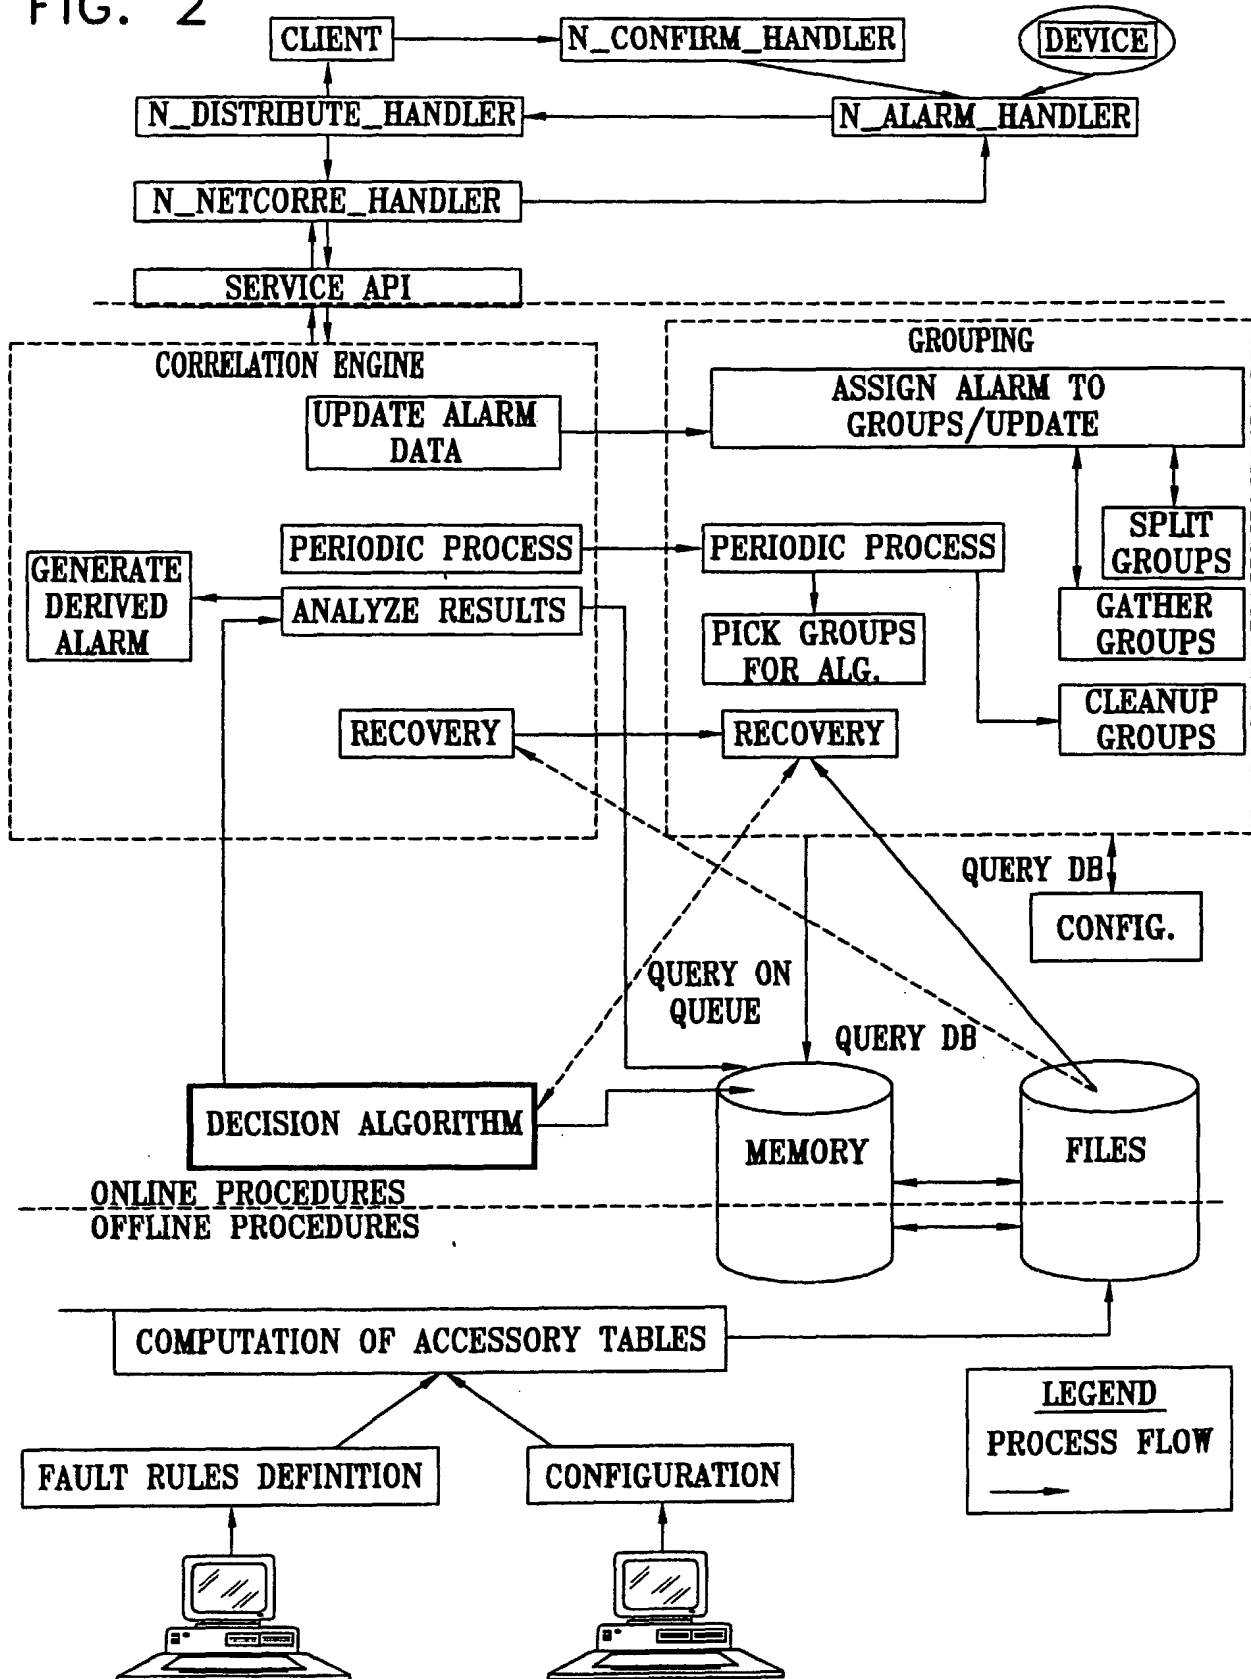 FIG. 2
CLIENT
N_CONFIRM_HANDLER
DEVICE
N_DISTRIBUTE_HANDLER
N_ALARM_HANDLER
N_NETCORRE_HANDLER
SERVICE API
CORRELATION ENGINE
GROUPING
UPDATE ALARM
DATA
ASSIGN ALARM TO
GROUPS/UPDATE
SPLIT
GROUPS
PERIODIC PROCESS
PERIODIC PROCESS
GENERATE
DERIVED
ALARM
ANALYZE RESULTS
GATHER
GROUPS
PICK GROUPS
FOR ALG.
CLEANUP
GROUPS
RECOVERY
RECOVERY
QUERY DB
CONFIG.
QUERY ON
QUEUE
QUERY DB
DECISION ALGORITHM
MEMORY
FILES
ONLINE PROCEDURES
OFFLINE PROCEDURES
COMPUTATION OF ACCESSORY TABLES
LEGEND
PROCESS FLOW
FAULT RULES DEFINITION
CONFIGURATION